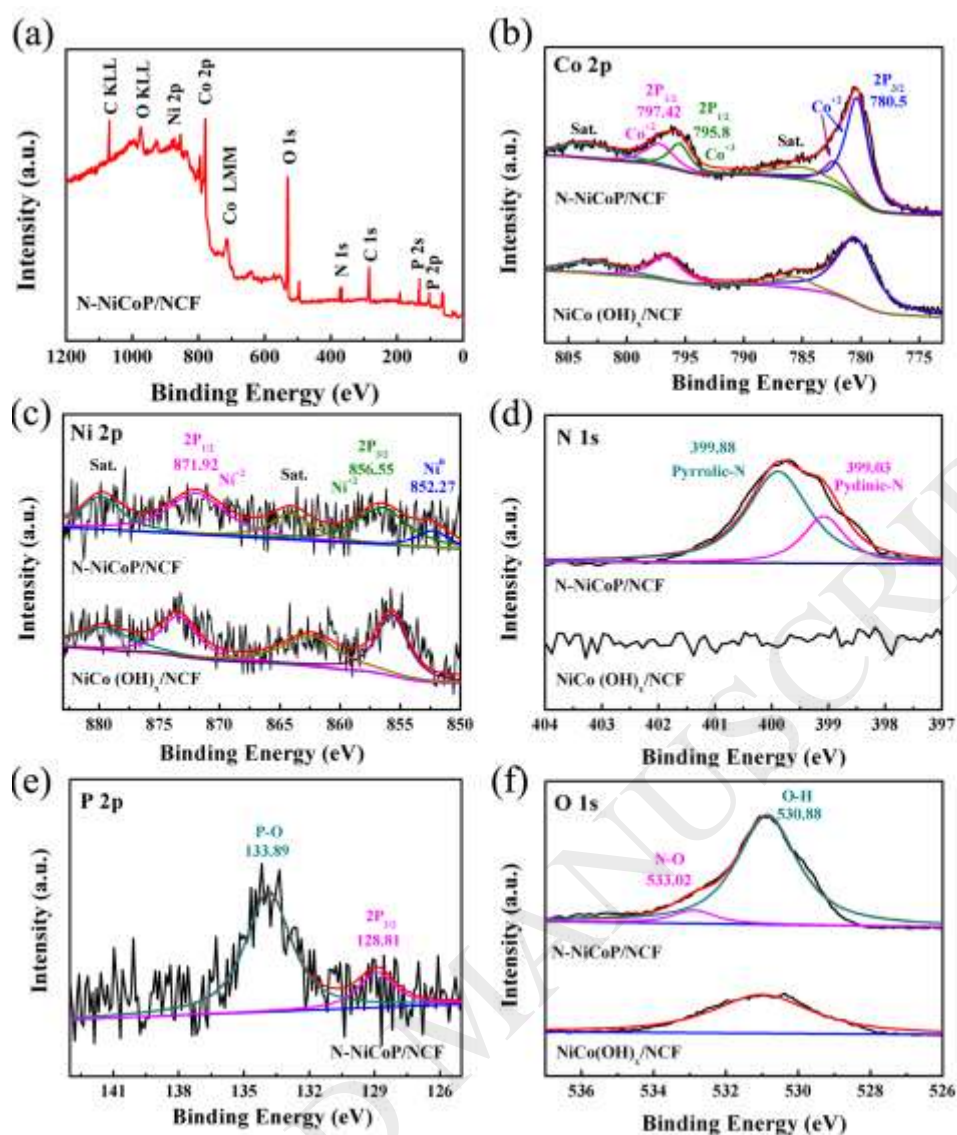 (a)
C KLL
O KLL
Ni 2p
Co 2p
Co LMM
O 1s
N 1s
C 1s
P 2s
P 2p
N-NiCoP/NCF
Intensity (a.u.)
1200 1000 800 600 400 200 0
Binding Energy (eV)
(b)
Co 2p
2P1/2
797.42
Co+2
2P1/2
795.8
Co+3
2P3/2
780.5
Co+2
Sat.
Sat.
N-NiCoP/NCF
NiCo (OH)x/NCF
Intensity (a.u.)
805 800 795 790 785 780 775
Binding Energy (eV)
(c)
Ni 2p
Sat.
2P1/2
871.92
Ni+2
Sat.
2P3/2
856.55
Ni+2
Ni0
852.27
N-NiCoP/NCF
NiCo (OH)x/NCF
Intensity (a.u.)
880 875 870 865 860 855 850
Binding Energy (eV)
(d)
N 1s
399.88
Pyrrolic-N
399.03
Pydinic-N
N-NiCoP/NCF
NiCo (OH)x/NCF
Intensity (a.u.)
404 403 402 401 400 399 398 397
Binding Energy (eV)
(e)
P 2p
P-O
133.89
2P3/2
128.81
N-NiCoP/NCF
Intensity (a.u.)
141 138 135 132 129 126
Binding Energy (eV)
(f)
O 1s
O-H
530.88
N-O
533.02
N-NiCoP/NCF
NiCo(OH)x/NCF
Intensity (a.u.)
536 534 532 530 528 526
Binding Energy (eV)
D MANUSCRI